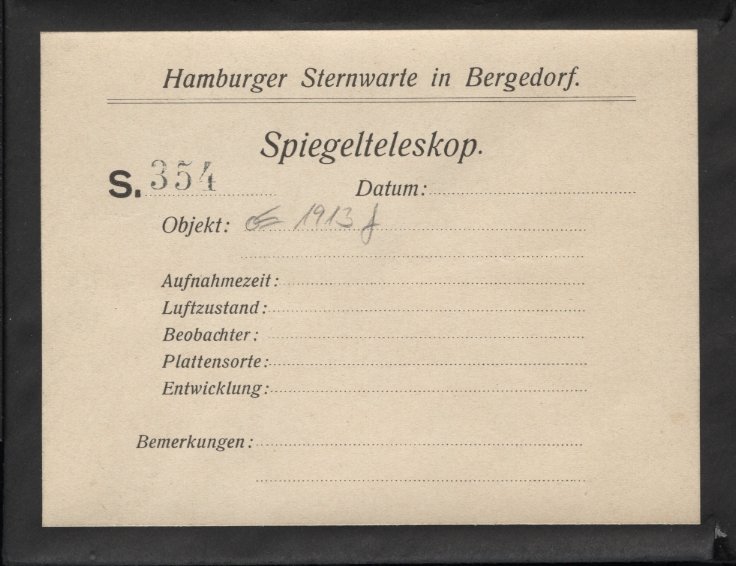 Hamburger Sternwarte in Bergedorf.
Spiegelteleskop.
S. 354
Datum:
Objekt: ☄ 1913 f
Aufnahmezeit:
Luftzustand:
Beobachter:
Plattensorte:
Entwicklung:
Bemerkungen: